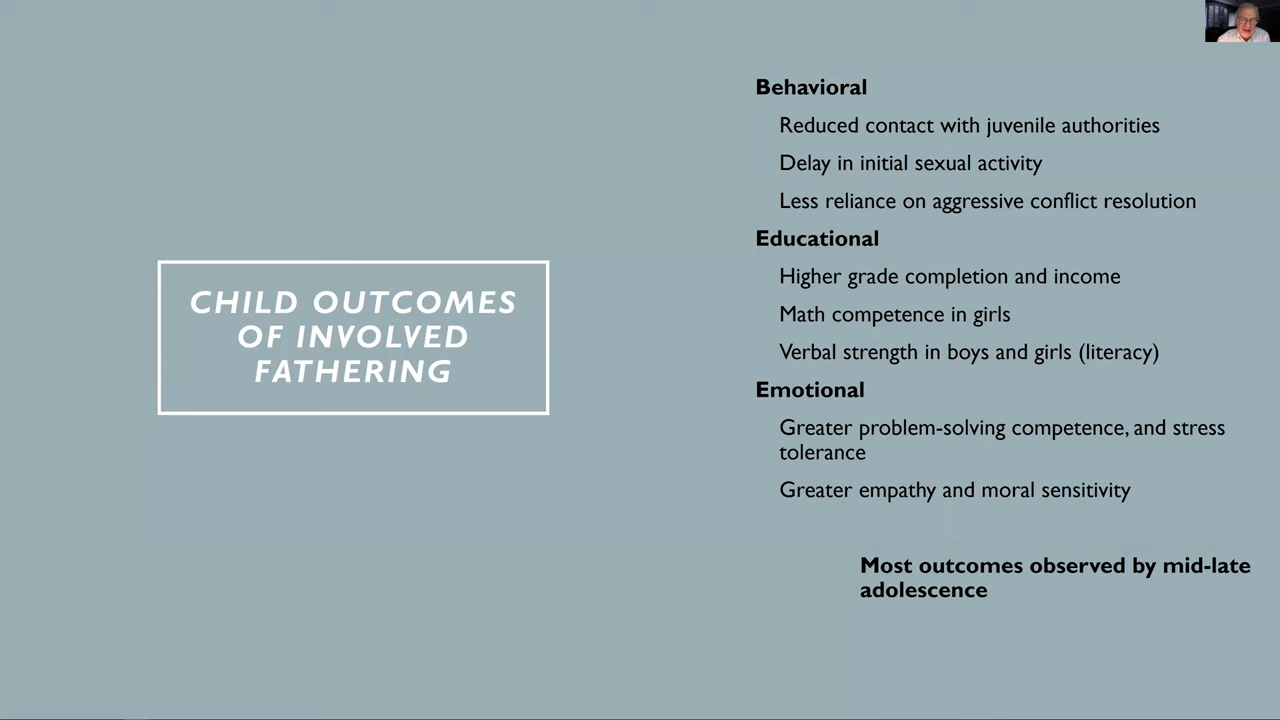 CHILD OUTCOMES
OF INVOLVED
FATHERING
Behavioral
Reduced contact with juvenile authorities
Delay in initial sexual activity
Less reliance on aggressive conflict resolution
Educational
Higher grade completion and income
Math competence in girls
Verbal strength in boys and girls (literacy)
Emotional
Greater problem-solving competence, and stress
tolerance
Greater empathy and moral sensitivity
Most outcomes observed by mid-late
adolescence